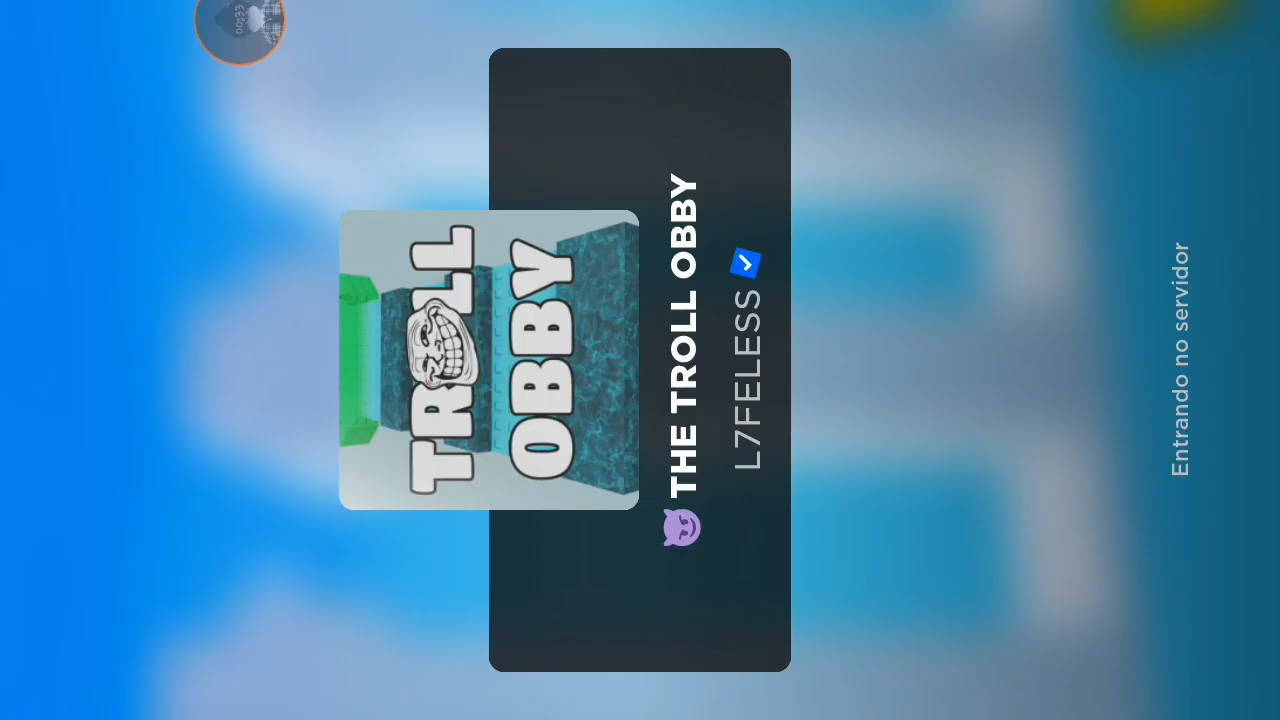 TROLL
OBBY
😈 THE TROLL OBBY
L7FELESS
Entrando no servidor